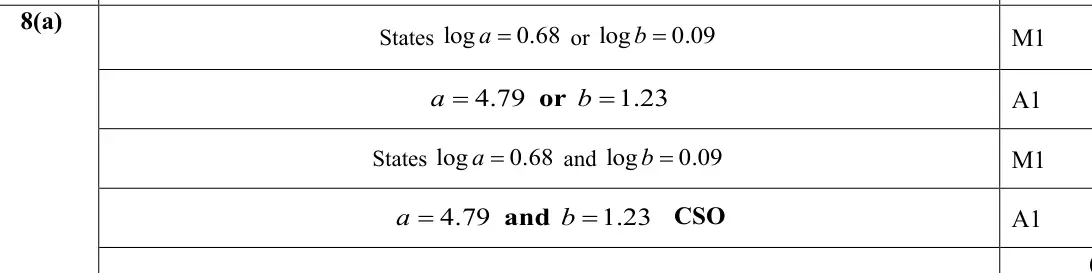 8(a)
States log a = 0.68 or log b = 0.09 M1
a = 4.79 or b = 1.23 A1
States log a = 0.68 and log b = 0.09 M1
a = 4.79 and b = 1.23 CSO A1